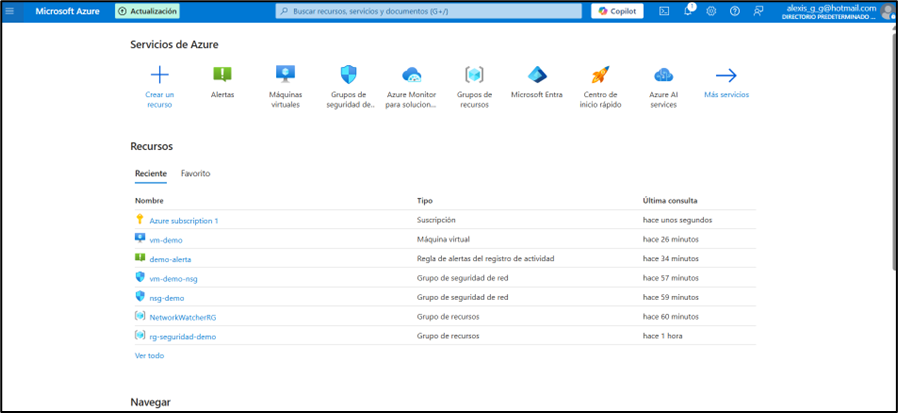 Microsoft Azure Actualización Buscar recursos, servicios y documentos (G+/) Copilot 1 alexis_g_g@hotmail.com
DIRECTORIO PREDETERMINADO ...
Servicios de Azure
Crear un recurso
Alertas
Máquinas virtuales
Grupos de seguridad de...
Azure Monitor para solucion...
Grupos de recursos
Microsoft Entra
Centro de inicio rápido
Azure AI services
Más servicios
Recursos
Reciente Favorito
Nombre Tipo Última consulta
Azure subscription 1 Suscripción hace unos segundos
vm-demo Máquina virtual hace 26 minutos
demo-alerta Regla de alertas del registro de actividad hace 34 minutos
vm-demo-nsg Grupo de seguridad de red hace 57 minutos
nsg-demo Grupo de seguridad de red hace 59 minutos
NetworkWatcherRG Grupo de recursos hace 60 minutos
rg-seguridad-demo Grupo de recursos hace 1 hora
Ver todo
Navegar